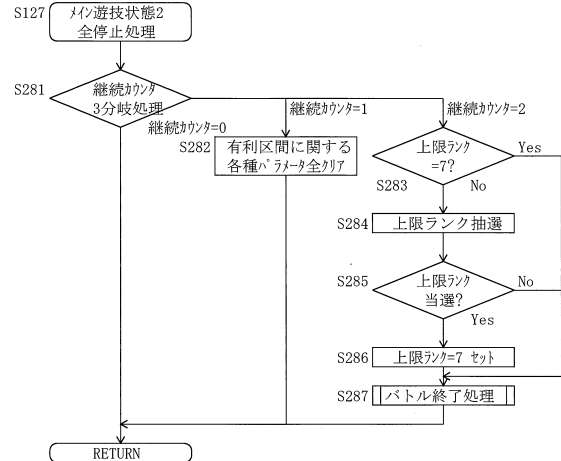 S127
ﾒｲﾝ遊技状態2
全停止処理
S281
継続ｶｳﾝﾀ
3分岐処理
継続ｶｳﾝﾀ=0
継続ｶｳﾝﾀ=1
継続ｶｳﾝﾀ=2
S282
有利区間に関する
各種ﾊﾟﾗﾒｰﾀ全ｸﾘｱ
上限ﾗﾝｸ
=7?
Yes
S283
No
S284
上限ランク抽選
S285
上限ﾗﾝｸ
当選?
No
Yes
S286
上限ﾗﾝｸ=7 ｾｯﾄ
S287
バトル終了処理
RETURN